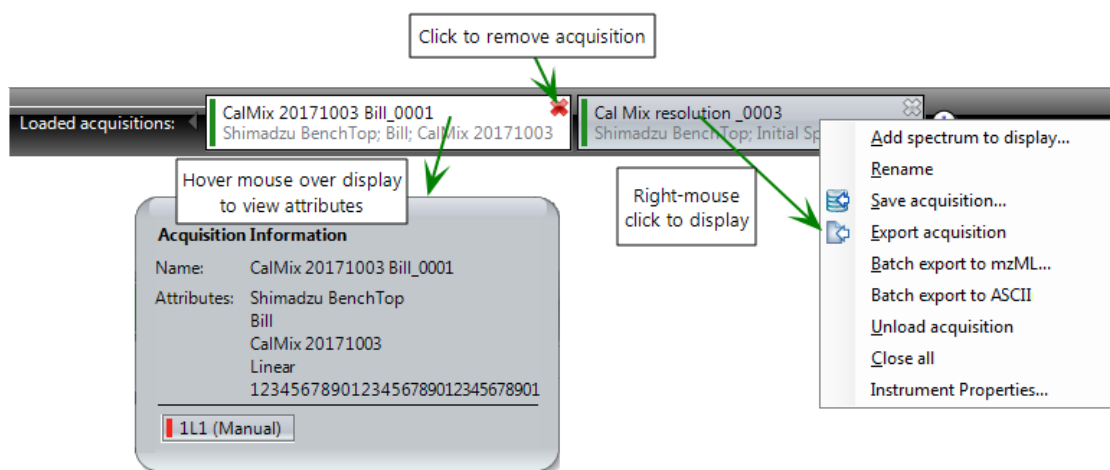 Click to remove acquisition
Loaded acquisitions:
CalMix 20171003 Bill_0001
Shimadzu BenchTop; Bill; CalMix 20171003
Cal Mix resolution _0003
Shimadzu BenchTop; Initial Sp
Hover mouse over display
to view attributes
Right-mouse
click to display
Acquisition Information
Name: CalMix 20171003 Bill_0001
Attributes: Shimadzu BenchTop
Bill
CalMix 20171003
Linear
1234567890123456789012345678901
1L1 (Manual)
Add spectrum to display...
Rename
Save acquisition...
Export acquisition
Batch export to mzML...
Batch export to ASCII
Unload acquisition
Close all
Instrument Properties...